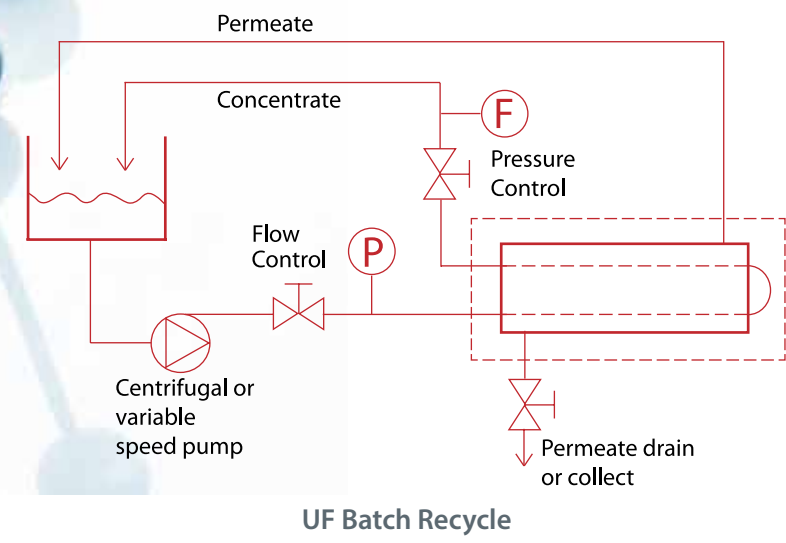 Permeate
Concentrate
F
Pressure
Control
Flow
Control
P
Centrifugal or
variable
speed pump
Permeate drain
or collect
UF Batch Recycle